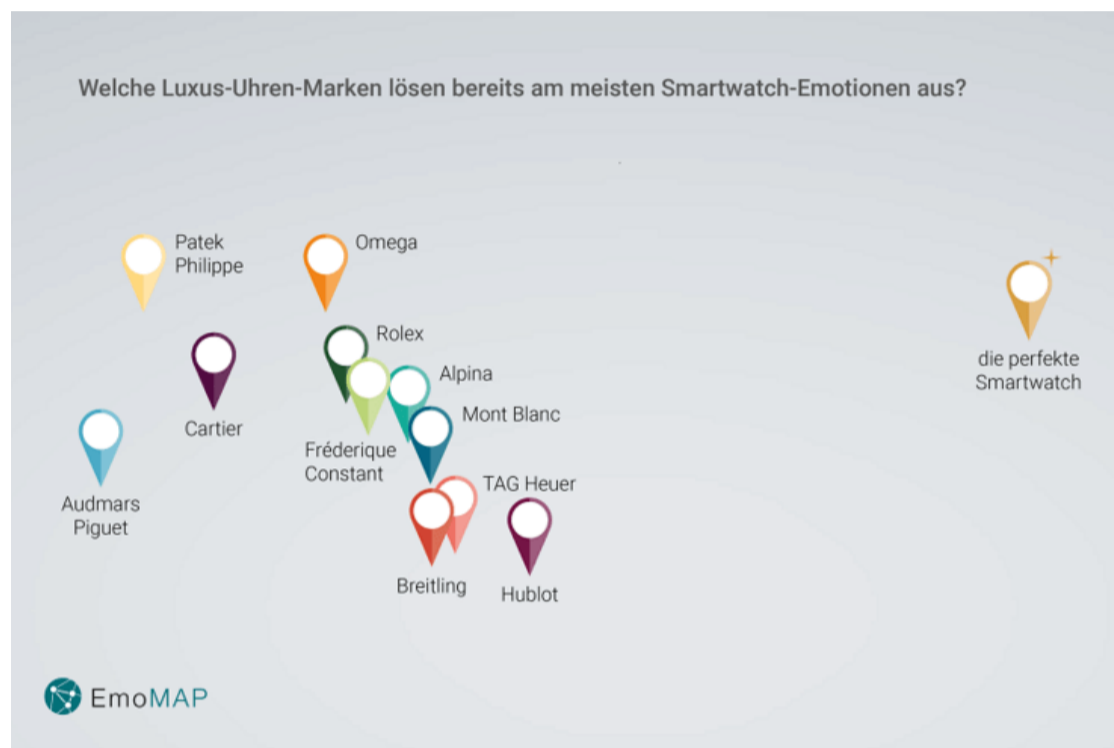 Welche Luxus-Uhren-Marken lösen bereits am meisten Smartwatch-Emotionen aus?
Patek
Philippe
Omega
Rolex
Alpina
Cartier
Mont Blanc
Fréderique
Constant
die perfekte
Smartwatch
Audmars
Piguet
TAG Heuer
Breitling
Hublot
EmoMAP